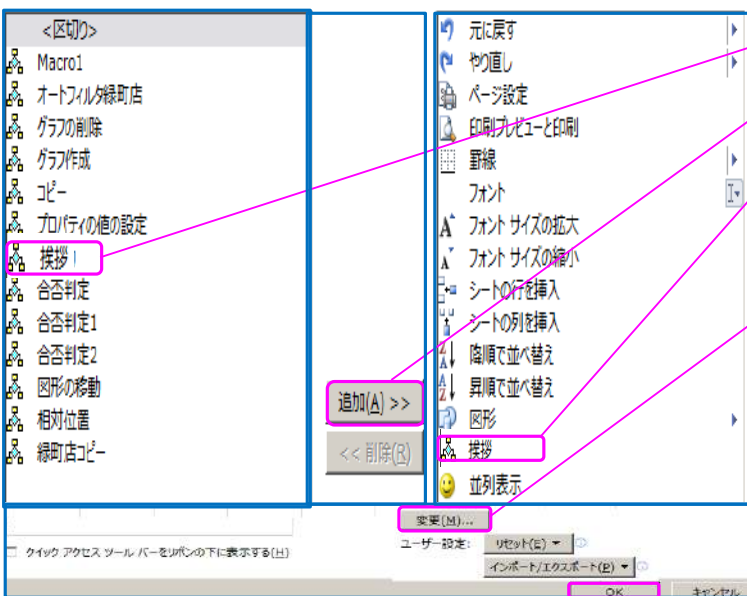 <区切り>
Macro1
オートフィルタ緑町店
グラフの削除
グラフ作成
コピー
プロパティの値の設定
挨拶
合否判定
合否判定1
合否判定2
図形の移動
相対位置
緑町店コピー
追加(A) >>
<< 削除(R)
元に戻す
やり直し
ページ設定
印刷プレビューと印刷
罫線
フォント
フォント サイズの拡大
フォント サイズの縮小
シートの行を挿入
シートの列を挿入
降順で並べ替え
昇順で並べ替え
図形
挨拶
並列表示
変更(M)...
クイック アクセス ツール バーをリボンの下に表示する(H)
ユーザー設定: リセット(E)
インポート/エクスポート(P)
OK
キャンセル